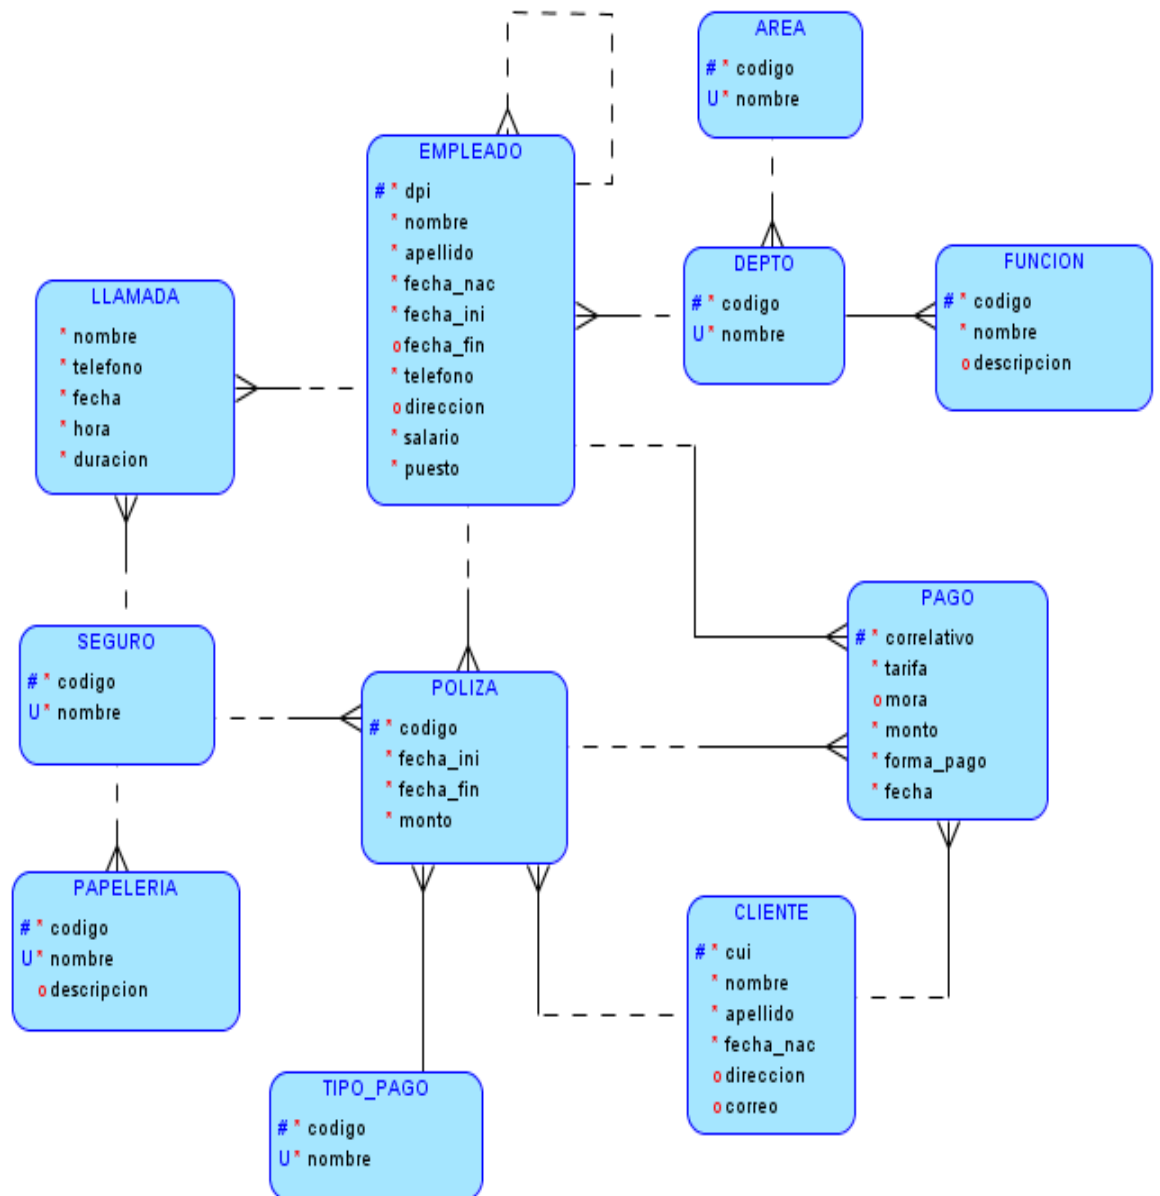 AREA
# * codigo
U * nombre
EMPLEADO
# * dpi
* nombre
* apellido
* fecha_nac
* fecha_ini
o fecha_fin
* telefono
o direccion
* salario
* puesto
DEPTO
# * codigo
U * nombre
FUNCION
# * codigo
* nombre
o descripcion
LLAMADA
* nombre
* telefono
* fecha
* hora
* duracion
SEGURO
# * codigo
U * nombre
POLIZA
# * codigo
* fecha_ini
* fecha_fin
* monto
PAGO
# * correlativo
* tarifa
o mora
* monto
* forma_pago
* fecha
PAPELERIA
# * codigo
U * nombre
o descripcion
CLIENTE
# * cui
* nombre
* apellido
* fecha_nac
o direccion
o correo
TIPO_PAGO
# * codigo
U * nombre